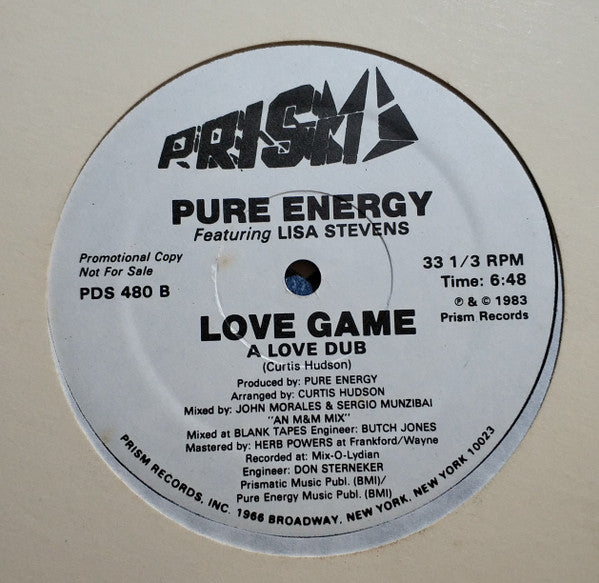 PRISM
PURE ENERGY
Featuring LISA STEVENS
Promotional Copy
Not For Sale
PDS 480 B
33 1/3 RPM
Time: 6:48
℗ & © 1983
Prism Records
LOVE GAME
A LOVE DUB
(Curtis Hudson)
Produced by: PURE ENERGY
Arranged by: CURTIS HUDSON
Mixed by: JOHN MORALES & SERGIO MUNZIBAI
"AN M&M MIX"
Mixed at BLANK TAPES Engineer: BUTCH JONES
Mastered by: HERB POWERS at Frankford/Wayne
Recorded at: Mix-O-Lydian
Engineer: DON STERNEKER
Prismatic Music Publ. (BMI)/
Pure Energy Music Publ. (BMI)
PRISM RECORDS, INC. 1966 BROADWAY, NEW YORK, NEW YORK 10023